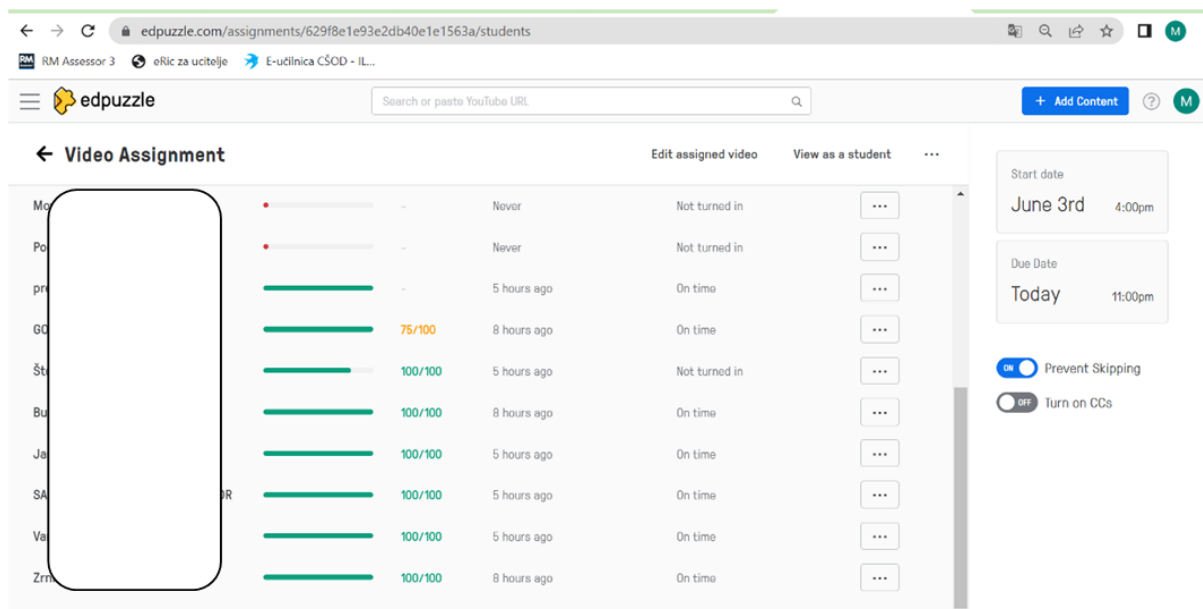 edpuzzle.com/assignments/629f8e1e93e2db40e1e1563a/students
M
RM RM Assessor 3 eRic za ucitelje E-učilnica CŠOD - IL...
edpuzzle Search or paste YouTube URL + Add Content ? M
Video Assignment Edit assigned video View as a student ...
Start date
June 3rd 4:00pm
Due Date
Today 11:00pm
ON Prevent Skipping
OFF Turn on CCs
Mo - Never Not turned in ...
Po - Never Not turned in ...
pre - 5 hours ago On time ...
GO 75/100 8 hours ago On time ...
Štu 100/100 5 hours ago Not turned in ...
Bu 100/100 8 hours ago On time ...
Ja 100/100 5 hours ago On time ...
SA OR 100/100 5 hours ago On time ...
Va 100/100 5 hours ago On time ...
Zrn 100/100 8 hours ago On time ...